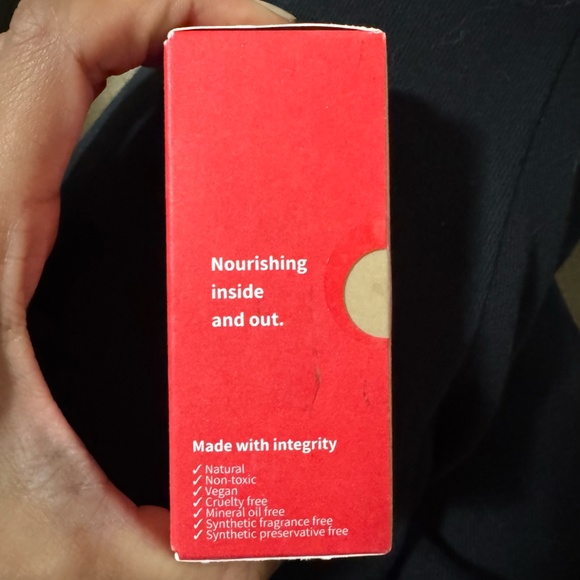 Nourishing
inside
and out.
Made with integrity
✓ Natural
✓ Non-toxic
✓ Vegan
✓ Cruelty free
✓ Mineral oil free
✓ Synthetic fragrance free
✓ Synthetic preservative free